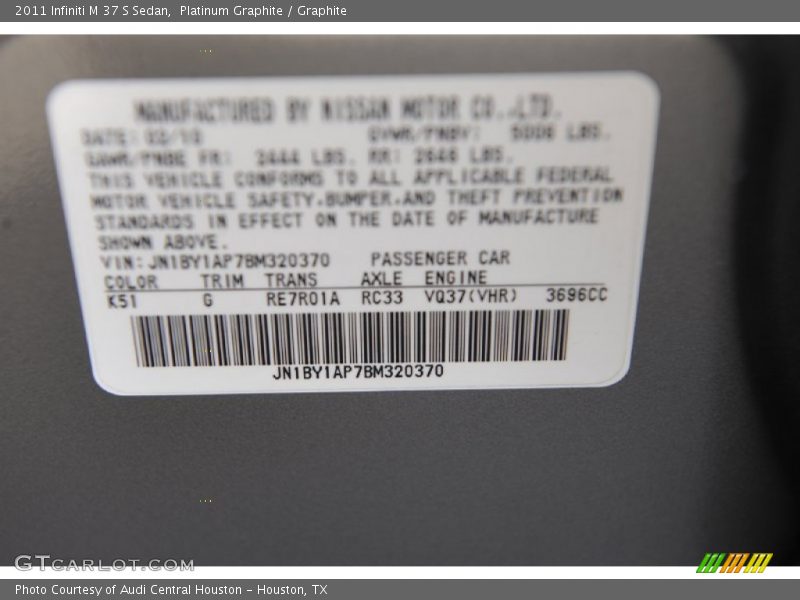 2011 Infiniti M 37 S Sedan, Platinum Graphite / Graphite
MANUFACTURED BY NISSAN MOTOR CO.,LTD.
DATE: 03/10 GVWR/PNBV: LBS.
GAWR/PNBE FR: LBS. RR: LBS.
THIS VEHICLE CONFORMS TO ALL APPLICABLE FEDERAL
MOTOR VEHICLE SAFETY,BUMPER,AND THEFT PREVENTION
STANDARDS IN EFFECT ON THE DATE OF MANUFACTURE
SHOWN ABOVE.
VIN:JN1BY1AP7BM320370 PASSENGER CAR
COLOR TRIM TRANS AXLE ENGINE
K51 G RE7R01A RC33 VQ37(VHR) 3696CC
JN1BY1AP7BM320370
GTCARLOT.COM
Photo Courtesy of Audi Central Houston - Houston, TX